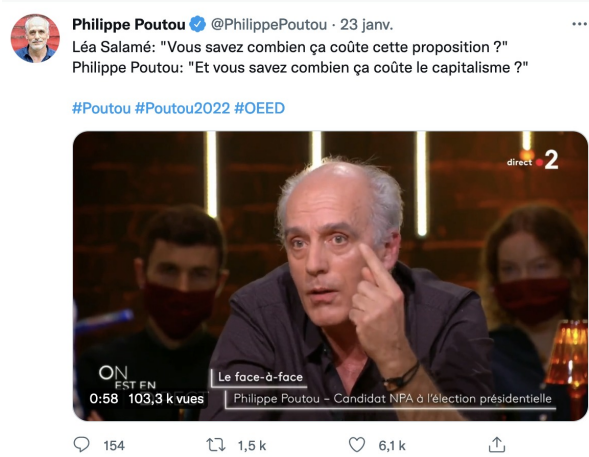 Philippe Poutou @PhilippePoutou · 23 janv.
Léa Salamé: "Vous savez combien ça coûte cette proposition ?"
Philippe Poutou: "Et vous savez combien ça coûte le capitalisme ?"
#Poutou #Poutou2022 #OEED
direct 2
ON
EST EN
Le face-à-face
0:58 103,3 k vues
Philippe Poutou – Candidat NPA à l'élection présidentielle
154 1,5 k 6,1 k